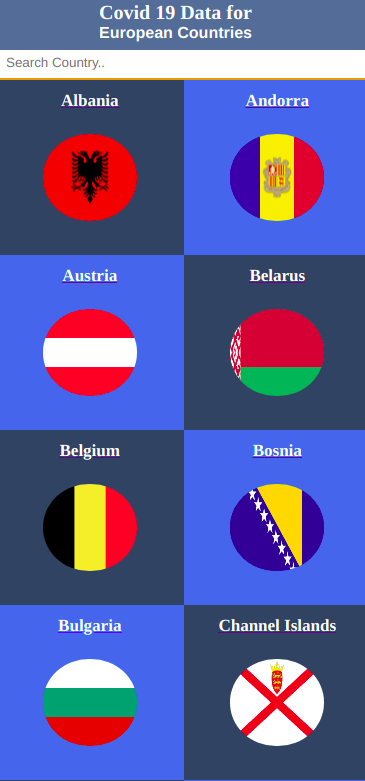 Covid 19 Data for
European Countries
Search Country..
Albania
Andorra
Austria
Belarus
Belgium
Bosnia
Bulgaria
Channel Islands